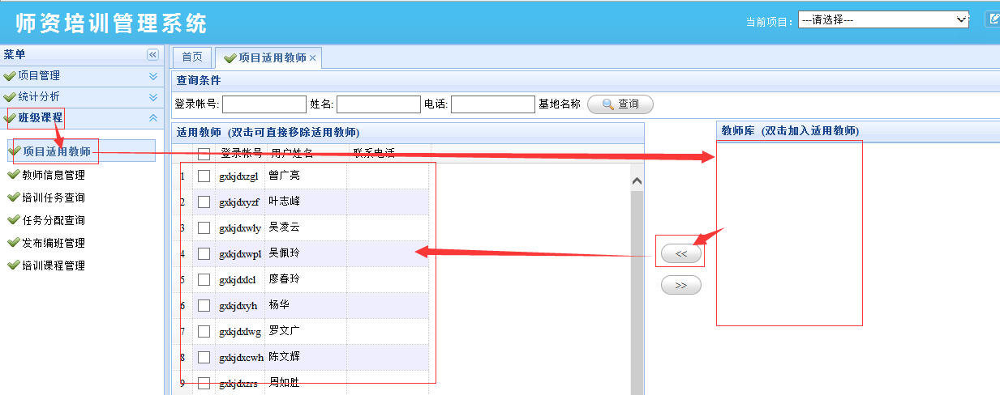 师资培训管理系统
当前项目: ---请选择---
菜单
项目管理
统计分析
班级课程
项目适用教师
教师信息管理
培训任务查询
任务分配查询
发布编班管理
培训课程管理
首页 项目适用教师
查询条件
登录帐号: 姓名: 电话: 基地名称 查询
适用教师 (双击可直接移除适用教师)
登录帐号 用户姓名 联系电话
1 gxkjdxzgl 曾广亮
2 gxkjdxyzf 叶志峰
3 gxkjdxwly 吴凌云
4 gxkjdxwpl 吴佩玲
5 gxkjdxlcl 廖春玲
6 gxkjdxyh 杨华
7 gxkjdxlwg 罗文广
8 gxkjdxcwh 陈文辉
9 gxkjdxzrs 周如胜
<<
>>
教师库 (双击加入适用教师)